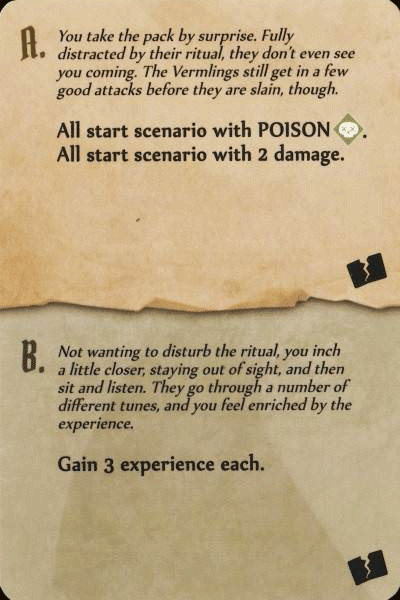 A. You take the pack by surprise. Fully
distracted by their ritual, they don't even see
you coming. The Vermlings still get in a few
good attacks before they are slain, though.
All start scenario with POISON .
All start scenario with 2 damage.
B. Not wanting to disturb the ritual, you inch
a little closer, staying out of sight, and then
sit and listen. They go through a number of
different tunes, and you feel enriched by the
experience.
Gain 3 experience each.